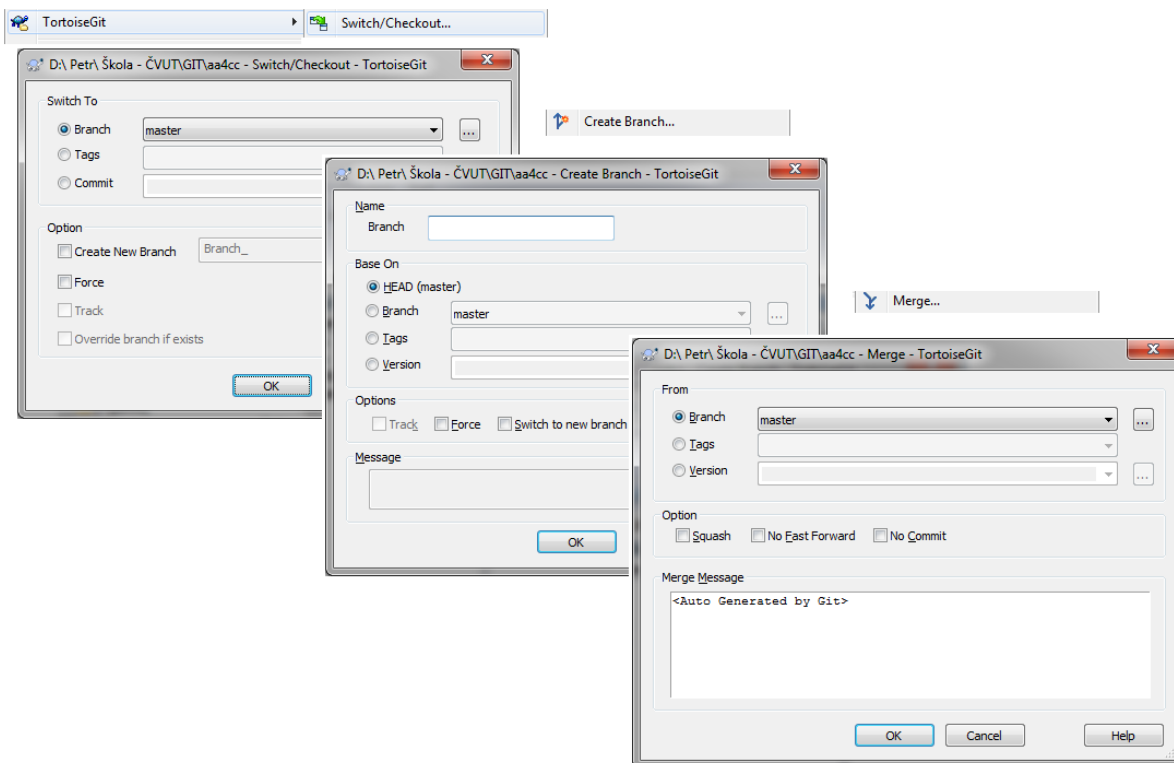 TortoiseGit
Switch/Checkout...
D:\ Petr\ Škola - ČVUT\GIT\aa4cc - Switch/Checkout - TortoiseGit
Switch To
Branch master ...
Tags
Commit
Option
Create New Branch Branch_
Force
Track
Override branch if exists
OK
Create Branch...
D:\ Petr\ Škola - ČVUT\GIT\aa4cc - Create Branch - TortoiseGit
Name
Branch
Base On
HEAD (master)
Branch master ...
Tags
Version
Options
Track Force Switch to new branch
Message
OK
Merge...
D:\ Petr\ Škola - ČVUT\GIT\aa4cc - Merge - TortoiseGit
From
Branch master ...
Tags
Version ...
Option
Squash No Fast Forward No Commit
Merge Message
<Auto Generated by Git>
OK Cancel Help